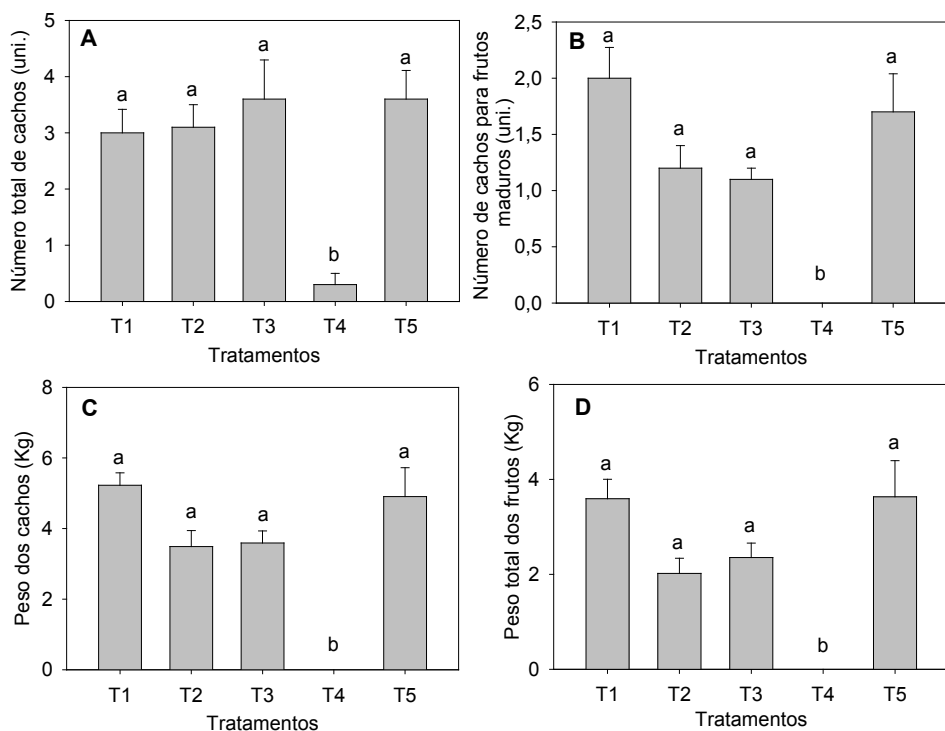 A
Número total de cachos (uni.)
5
4
3
2
1
0
a
a
a
b
a
T1 T2 T3 T4 T5
Tratamentos
B
Número de cachos para frutos
maduros (uni.)
2,5
2,0
1,5
1,0
0,5
0,0
a
a
a
b
a
T1 T2 T3 T4 T5
Tratamentos
C
Peso dos cachos (Kg)
8
6
4
2
0
a
a
a
b
a
T1 T2 T3 T4 T5
Tratamentos
D
Peso total dos frutos (Kg)
6
4
2
0
a
a
a
b
a
T1 T2 T3 T4 T5
Tratamentos